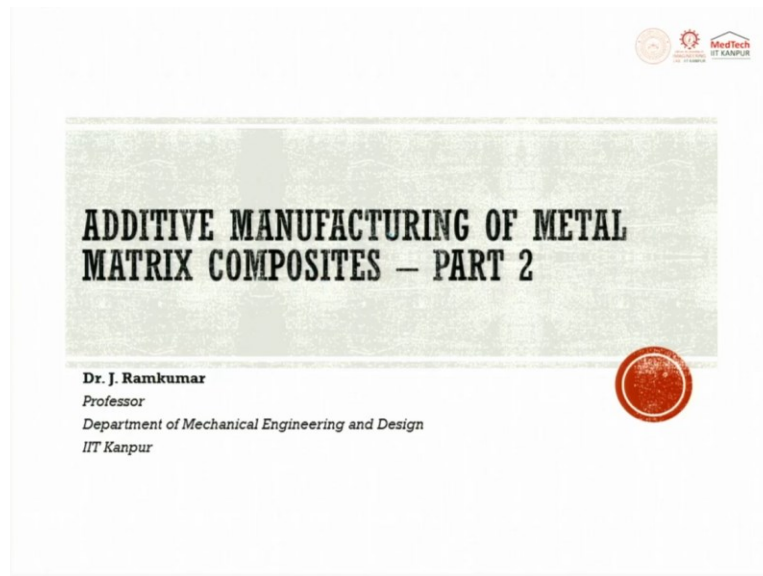 MedTech
IIT KANPUR
ADDITIVE MANUFACTURING OF METAL
MATRIX COMPOSITES – PART 2
Dr. J. Ramkumar
Professor
Department of Mechanical Engineering and Design
IIT Kanpur